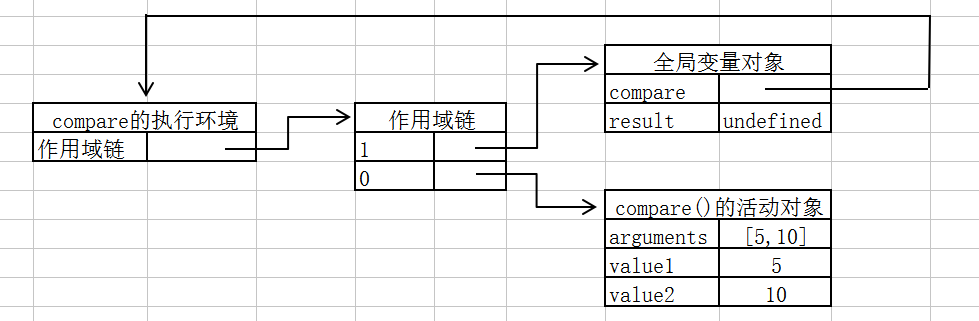 compare的执行环境
作用域链
作用域链
1
0
全局变量对象
compare
result undefined
compare()的活动对象
arguments [5,10]
value1 5
value2 10